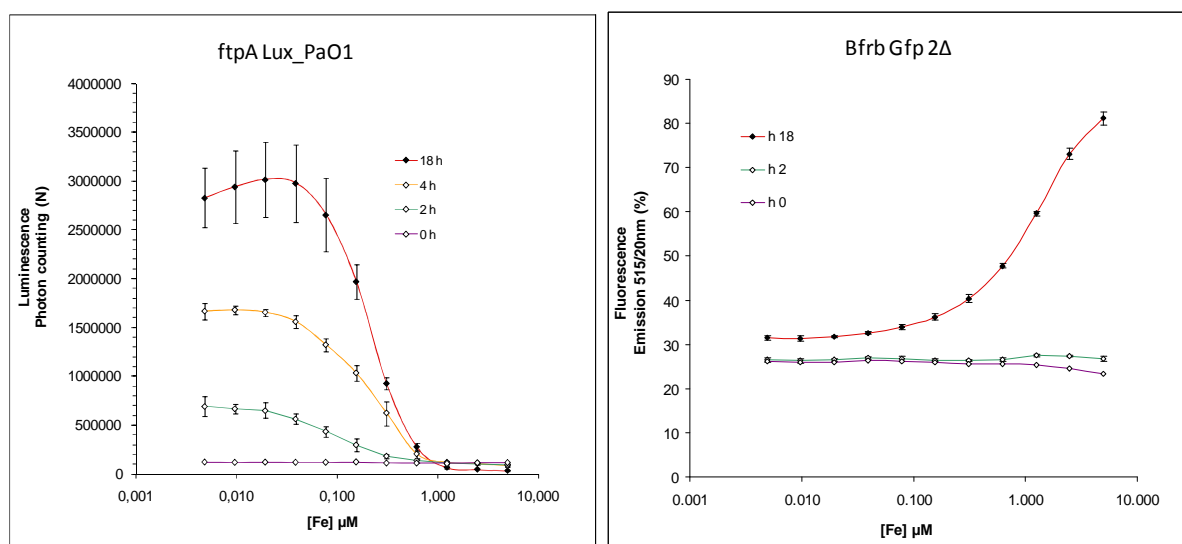 ftpA Lux_PaO1
4000000
3500000
3000000
2500000
2000000
1500000
1000000
500000
0
Luminescence
Photon counting (N)
18 h
4 h
2 h
0 h
0,001
0,010
0,100
1,000
10,000
[Fe] µM
Bfrb Gfp 2Δ
90
80
70
60
50
40
30
20
10
0
Fluorescence
Emission 515/20nm (%)
h 18
h 2
h 0
0.001
0.010
0.100
1.000
10.000
[Fe] µM